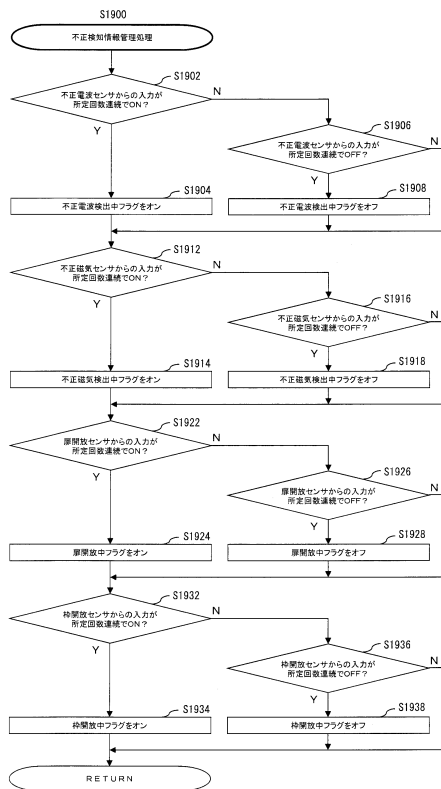 S1900
不正検知情報管理処理
S1902
不正電波センサからの入力が
所定回数連続でON?
N
Y
S1906
不正電波センサからの入力が
所定回数連続でOFF?
N
Y
S1904
不正電波検出中フラグをオン
S1908
不正電波検出中フラグをオフ
S1912
不正磁気センサからの入力が
所定回数連続でON?
N
Y
S1916
不正磁気センサからの入力が
所定回数連続でOFF?
N
Y
S1914
不正磁気検出中フラグをオン
S1918
不正磁気検出中フラグをオフ
S1922
扉開放センサからの入力が
所定回数連続でON?
N
Y
S1926
扉開放センサからの入力が
所定回数連続でOFF?
N
Y
S1924
扉開放中フラグをオン
S1928
扉開放中フラグをオフ
S1932
枠開放センサからの入力が
所定回数連続でON?
N
Y
S1936
枠開放センサからの入力が
所定回数連続でOFF?
N
Y
S1934
枠開放中フラグをオン
S1938
枠開放中フラグをオフ
RETURN